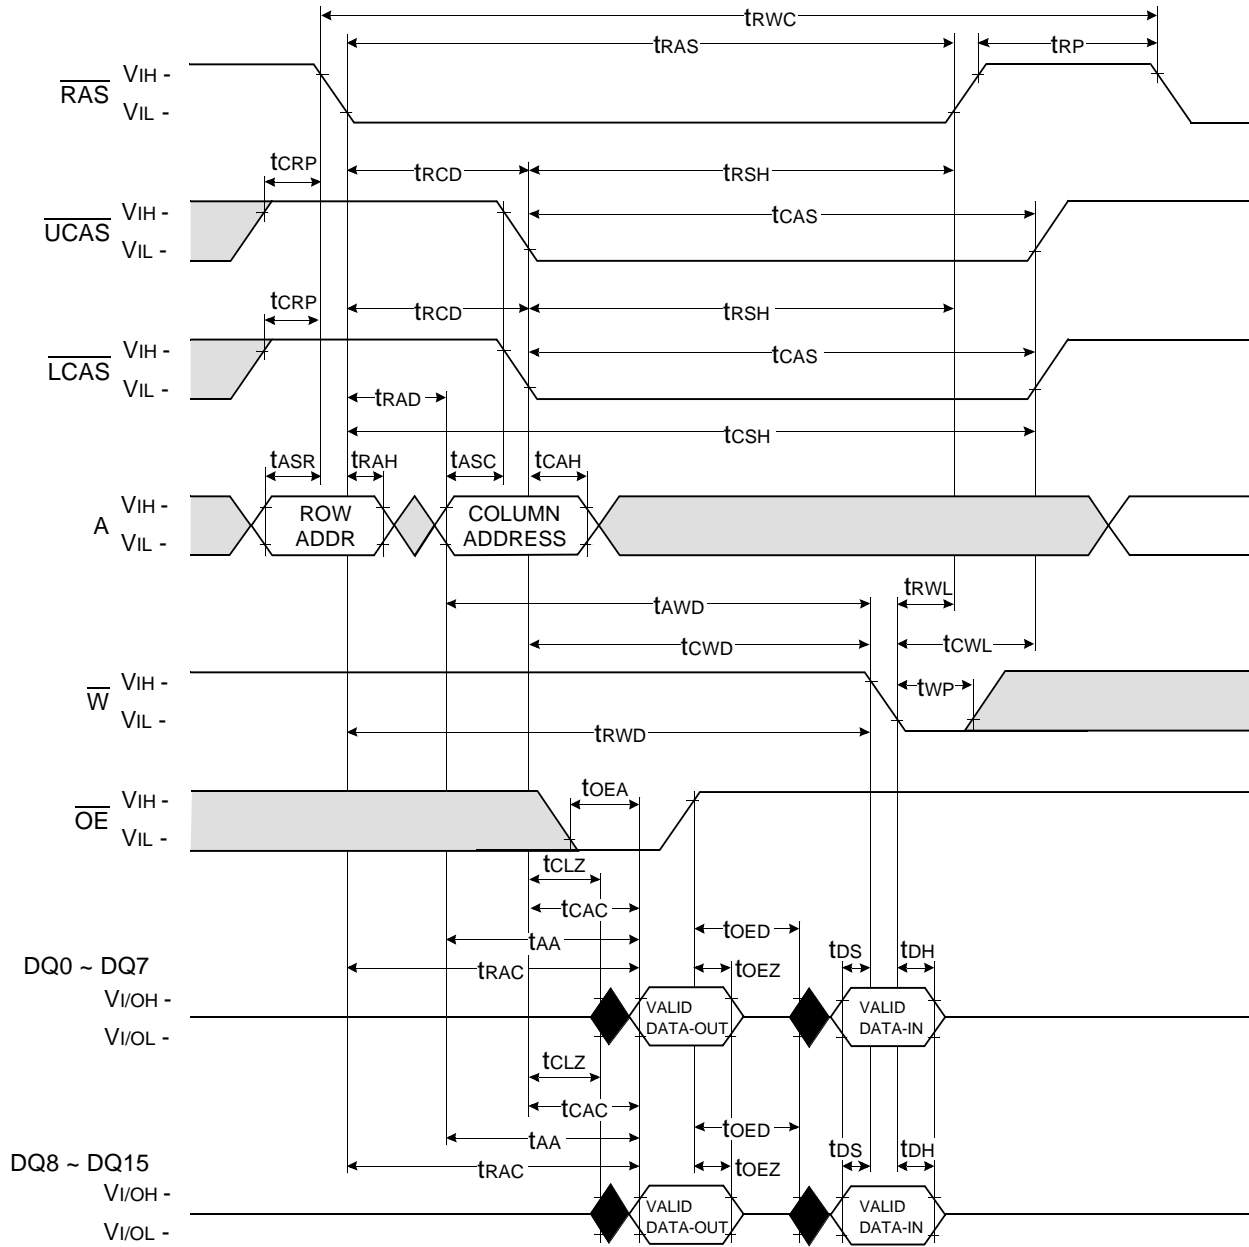 tRWC
tRAS tRP
RAS VIH -
VIL -
tCRP tRCD tRSH
UCAS VIH - tCAS
VIL -
tCRP tRCD tRSH
LCAS VIH - tCAS
VIL -
tRAD
tCSH
tASR tRAH tASC tCAH
A VIH - ROW COLUMN
VIL - ADDR ADDRESS
tRWL
tAWD
tCWD tCWL
W VIH - tWP
VIL -
tRWD
OE VIH - tOEA
VIL -
tCLZ
tCAC tOED
tAA
DQ0 ~ DQ7 tRAC tOEZ tDS tDH
VI/OH - VALID VALID
VI/OL - DATA-OUT DATA-IN
tCLZ
tCAC tOED
tAA
DQ8 ~ DQ15 tRAC tOEZ tDS tDH
VI/OH - VALID VALID
VI/OL - DATA-OUT DATA-IN